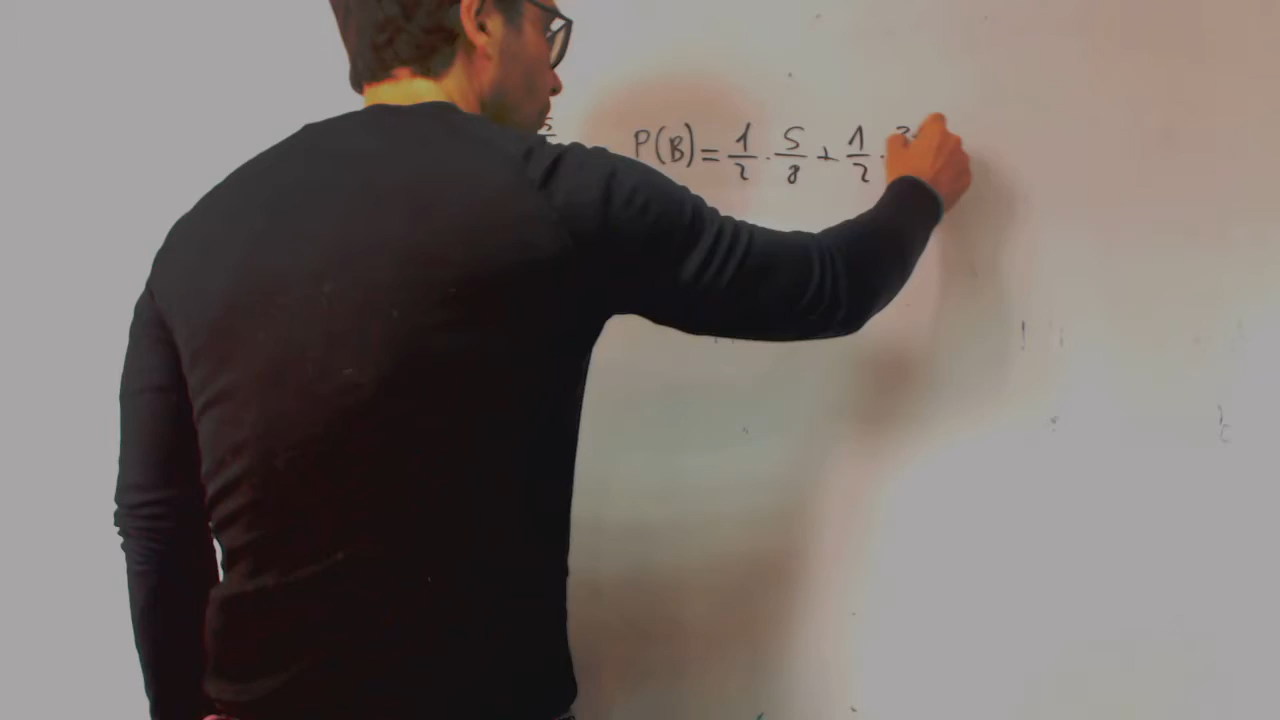 P(B) = 1/2 · 5/8 + 1/2 ·